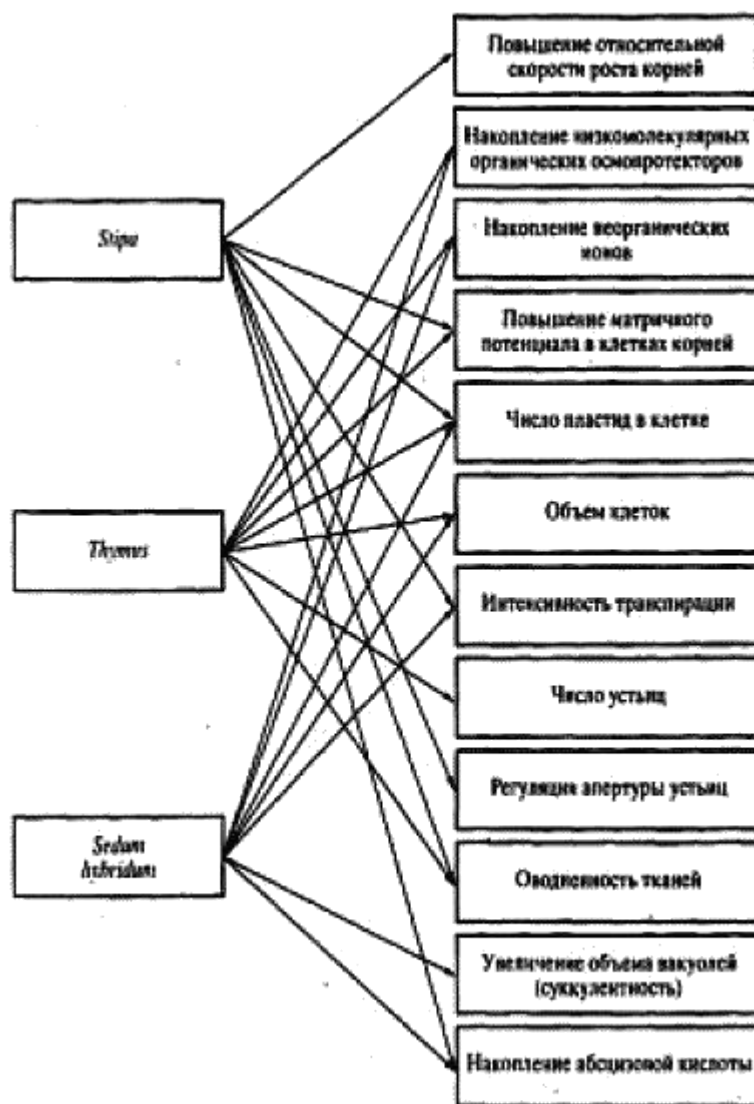 Повышение относительной
скорости роста корней
Накопление низкомолекулярных
органических осмопротекторов
Stipa
Накопление неорганических
ионов
Повышение матричного
потенциала в клетках корней
Число пластид в клетке
Объем клеток
Thymus
Интенсивность транспирации
Число устьиц
Регуляция апертуры устьиц
Sedum
hybridum
Оводненность тканей
Увеличение объема вакуолей
(суккулентность)
Накопление абсцизовой кислоты